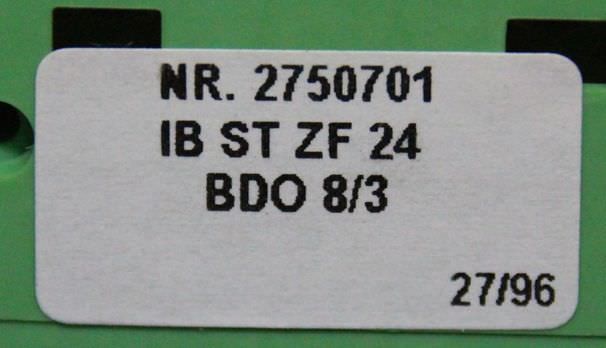 NR. 2750701
IB ST ZF 24
BDO 8/3
27/96